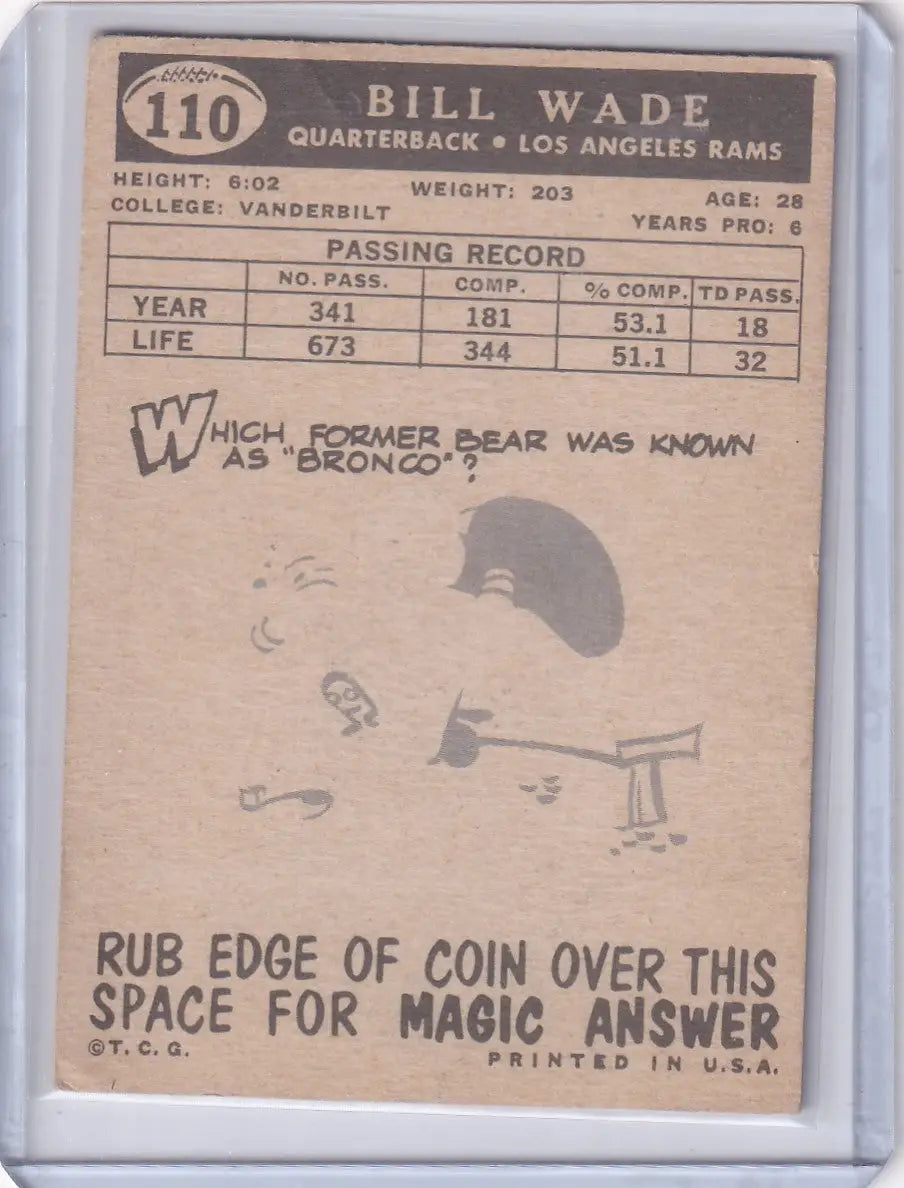 110
BILL WADE
QUARTERBACK • LOS ANGELES RAMS
HEIGHT: 6:02 WEIGHT: 203 AGE: 28
COLLEGE: VANDERBILT YEARS PRO: 6
PASSING RECORD
NO. PASS. COMP. % COMP. TD PASS.
YEAR 341 181 53.1 18
LIFE 673 344 51.1 32
WHICH FORMER BEAR WAS KNOWN
AS "BRONCO"?
RUB EDGE OF COIN OVER THIS
SPACE FOR MAGIC ANSWER
©T. C. G.
PRINTED IN U.S.A.